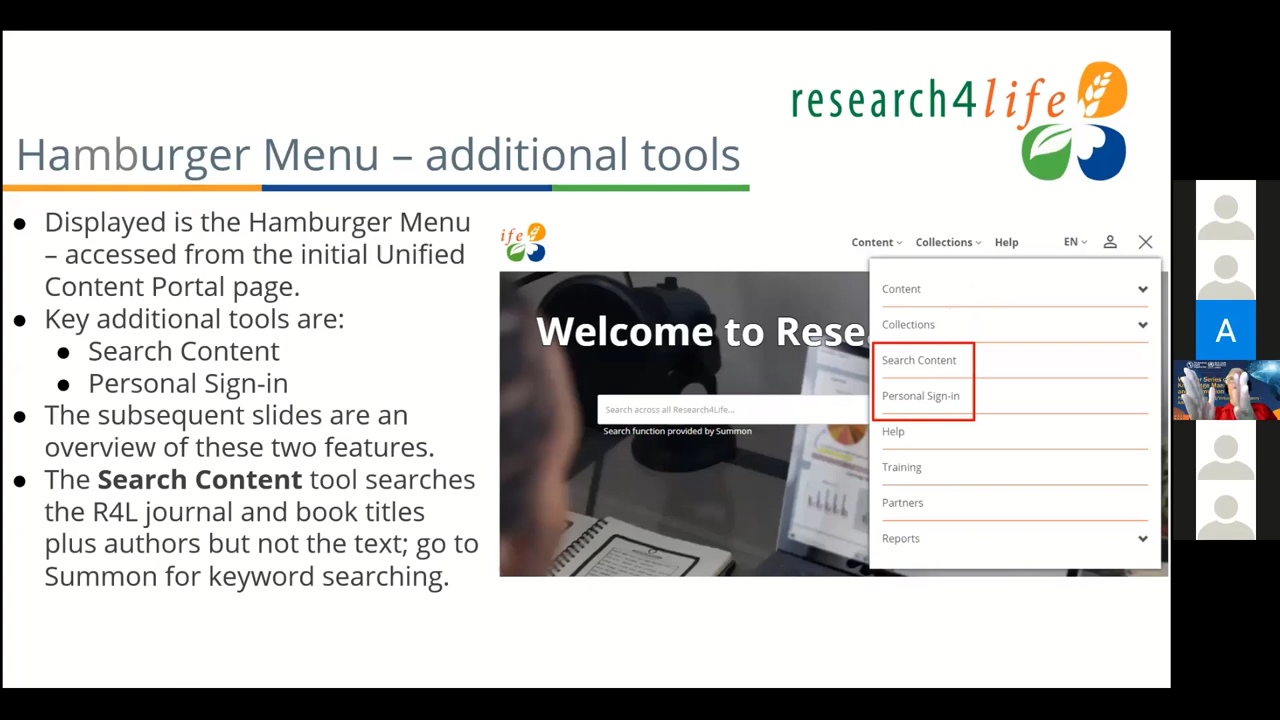 research4life
Hamburger Menu – additional tools
● Displayed is the Hamburger Menu
– accessed from the initial Unified
Content Portal page.
● Key additional tools are:
● Search Content
● Personal Sign-in
● The subsequent slides are an
overview of these two features.
● The Search Content tool searches
the R4L journal and book titles
plus authors but not the text; go to
Summon for keyword searching.
ife
Content Collections Help EN
Welcome to Rese
Search across all Research4Life...
Search function provided by Summon
Content
Collections
Search Content
Personal Sign-in
Help
Training
Partners
Reports
A